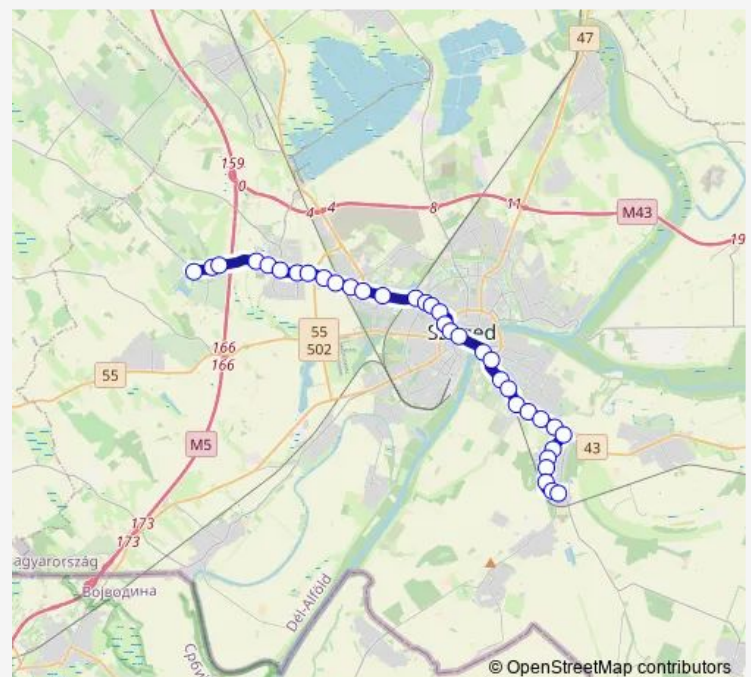 47
159
0
4 4
8
11
M43
19
Szeged
55
502
55
166
166
M5
43
173
173
agyarország
Војводина
Dél-Alföld
Срби
© OpenStreetMap contributors